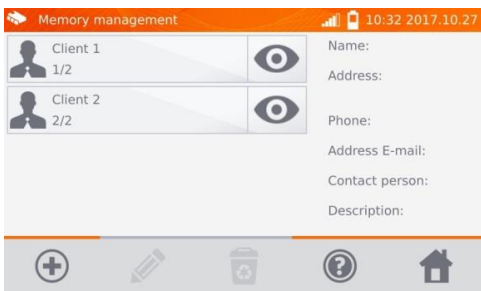 Memory management
10:32 2017.10.27
Client 1
1/2
Client 2
2/2
Name:
Address:
Phone:
Address E-mail:
Contact person:
Description: